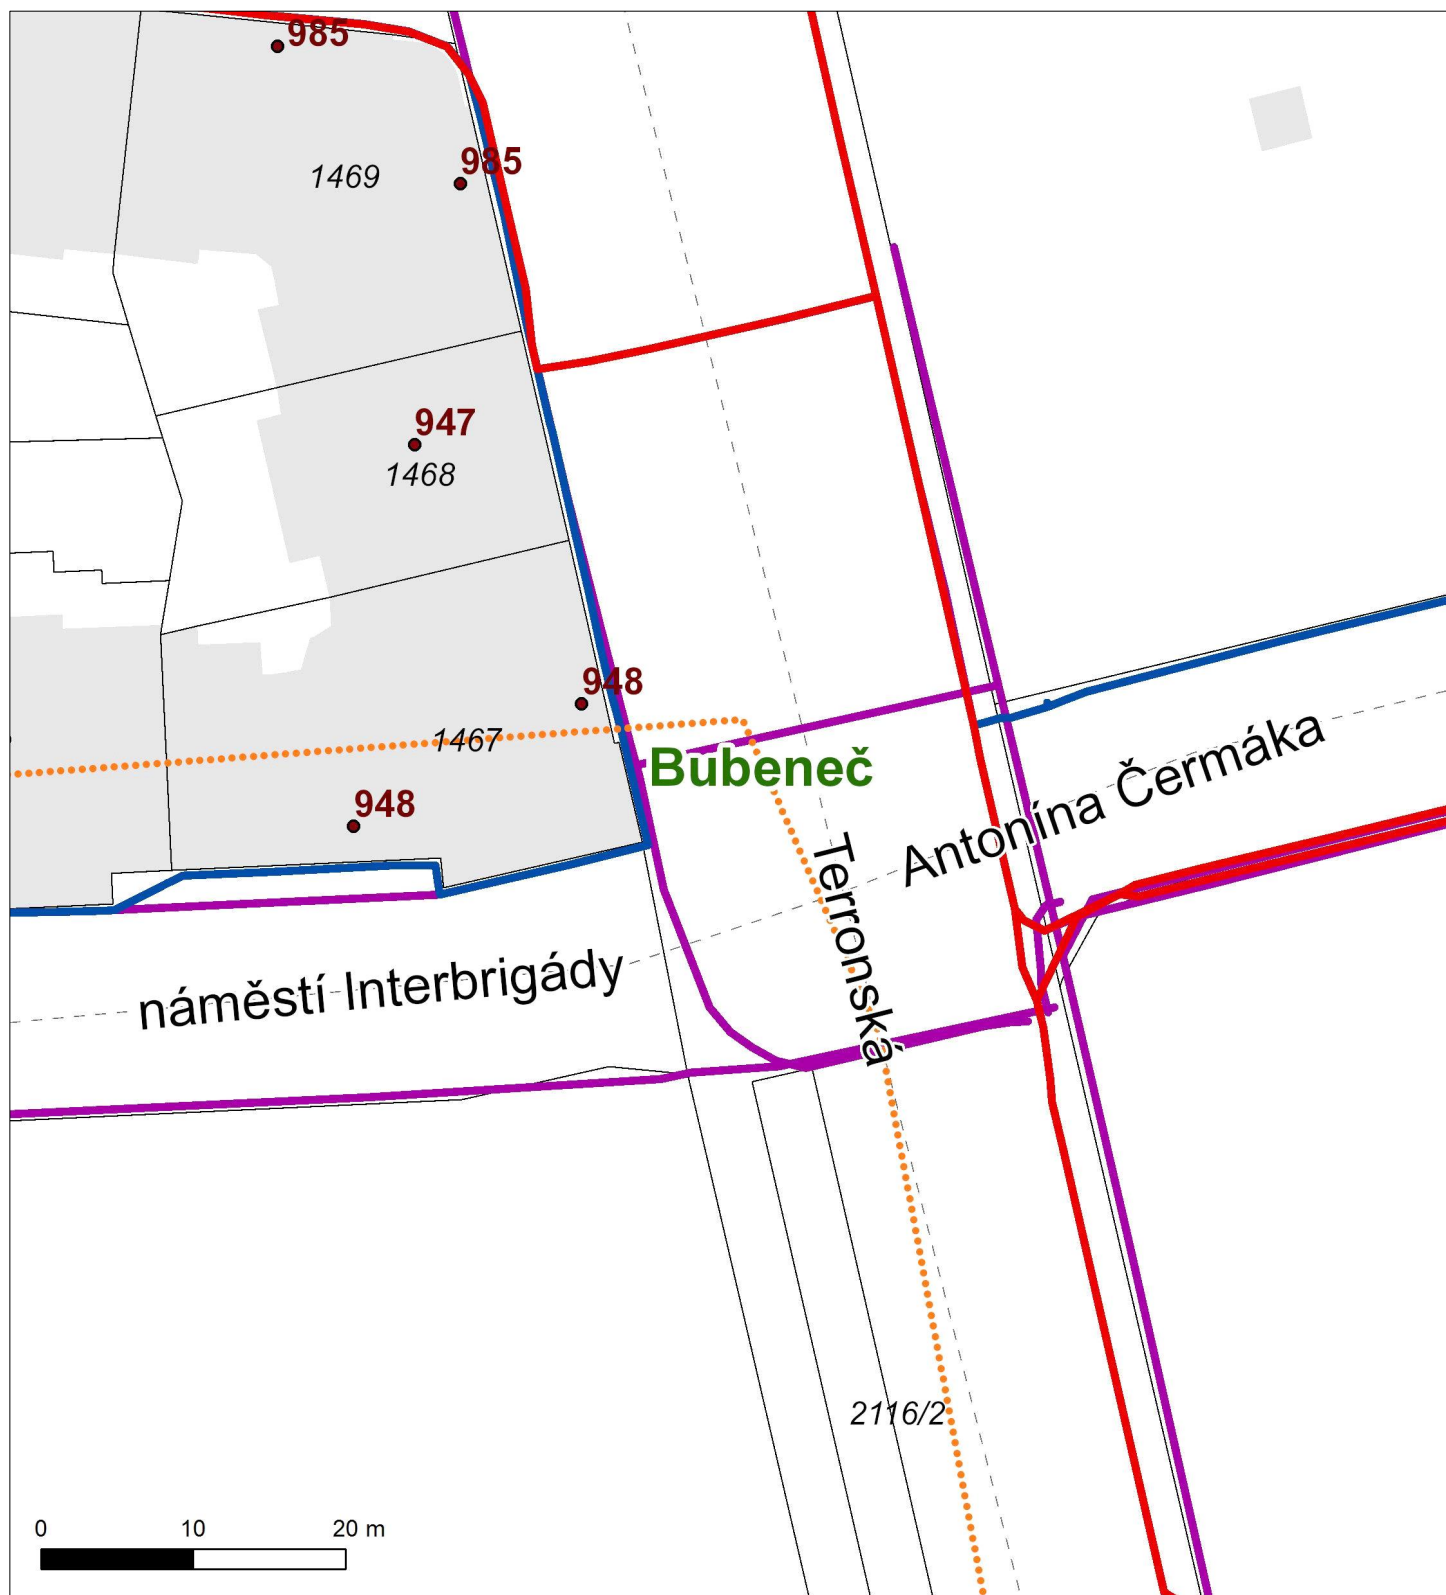 985
985
1469
947
1468
948
1467
Bubeneč
948
Antonína Čermáka
Terronská
náměstí Interbrigády
2116/2
0 10 20 m